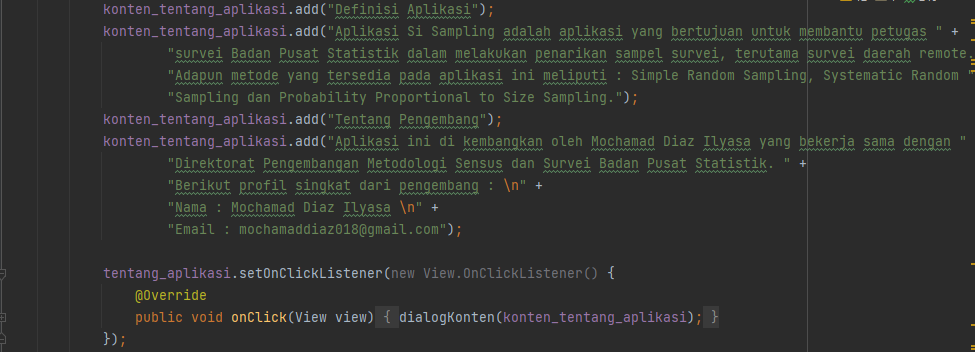 konten_tentang_aplikasi.add("Definisi Aplikasi");
konten_tentang_aplikasi.add("Aplikasi Si Sampling adalah aplikasi yang bertujuan untuk membantu petugas " +
"survei Badan Pusat Statistik dalam melakukan penarikan sampel survei, terutama survei daerah remote.
"Adapun metode yang tersedia pada aplikasi ini meliputi : Simple Random Sampling, Systematic Random "
"Sampling dan Probability Proportional to Size Sampling.");
konten_tentang_aplikasi.add("Tentang Pengembang");
konten_tentang_aplikasi.add("Aplikasi ini di kembangkan oleh Mochamad Diaz Ilyasa yang bekerja sama dengan "
"Direktorat Pengembangan Metodologi Sensus dan Survei Badan Pusat Statistik. " +
"Berikut profil singkat dari pengembang : \n" +
"Nama : Mochamad Diaz Ilyasa \n" +
"Email : mochamaddiaz018@gmail.com");
tentang_aplikasi.setOnClickListener(new View.OnClickListener() {
@Override
public void onClick(View view) { dialogKonten(konten_tentang_aplikasi); }
});